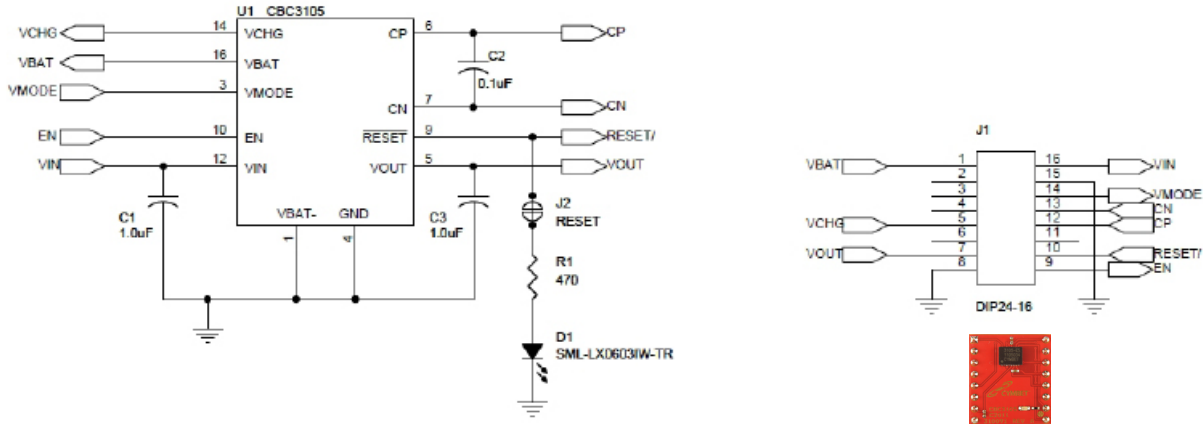 U1 CBC3105
VCHG 14 VCHG CP 6 CP
VBAT 16 VBAT
C2
0.1uF
VMODE 3 VMODE
CN 7 CN
EN 10 EN RESET 9 RESET/
VIN 12 VIN VOUT 5 VOUT
C1
1.0uF
VBAT- GND
1 4
C3
1.0uF
J2
RESET
R1
470
D1
SML-LX0603IW-TR
J1
VBAT 1 16 VIN
2 15
3 14 VMODE
4 13 CN
VCHG 5 12 CP
6 11
VOUT 7 10 RESET/
8 9 EN
DIP24-16